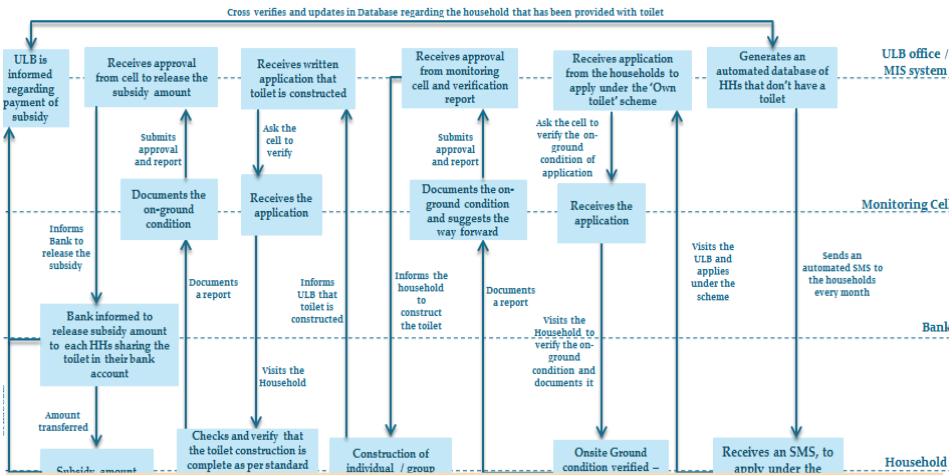 Cross verifies and updates in Database regarding the household that has been provided with toilet
ULB is
informed
regarding
payment of
subsidy
Receives approval
from cell to release the
subsidy amount
Receives written
application that
toilet is constructed
Receives approval
from monitoring
cell and verification
report
Receives application
from the households to
apply under the 'Own
toilet' scheme
Generates an
automated database of
HHs that don't have a
toilet
ULB office /
MIS system
Submits
approval
and report
Ask the
cell to
verify
Submits
approval
and report
Ask the cell to
verify the on-
ground
condition of
application
Documents the
on-ground
condition
Receives the
application
Documents the on-
ground condition
and suggests the
way forward
Receives the
application
Monitoring Cell
Informs
Bank to
release the
subsidy
Documents
a report
Informs
ULB that
toilet is
constructed
Informs the
household
to
construct
the toilet
Documents
a report
Visits the
ULB and
applies
under the
scheme
Sends an
automated SMS to
the households
every month
Bank informed to
release subsidy amount
to each HHs sharing the
toilet in their bank
account
Visits the
Household to
verify the on-
ground
condition and
documents it
Bank
Visits the
Household
Amount
transferred
Subsidy amount
Checks and verify that
the toilet construction is
complete as per standard
Construction of
individual / group
Onsite Ground
condition verified –
Receives an SMS, to
apply under the
Household